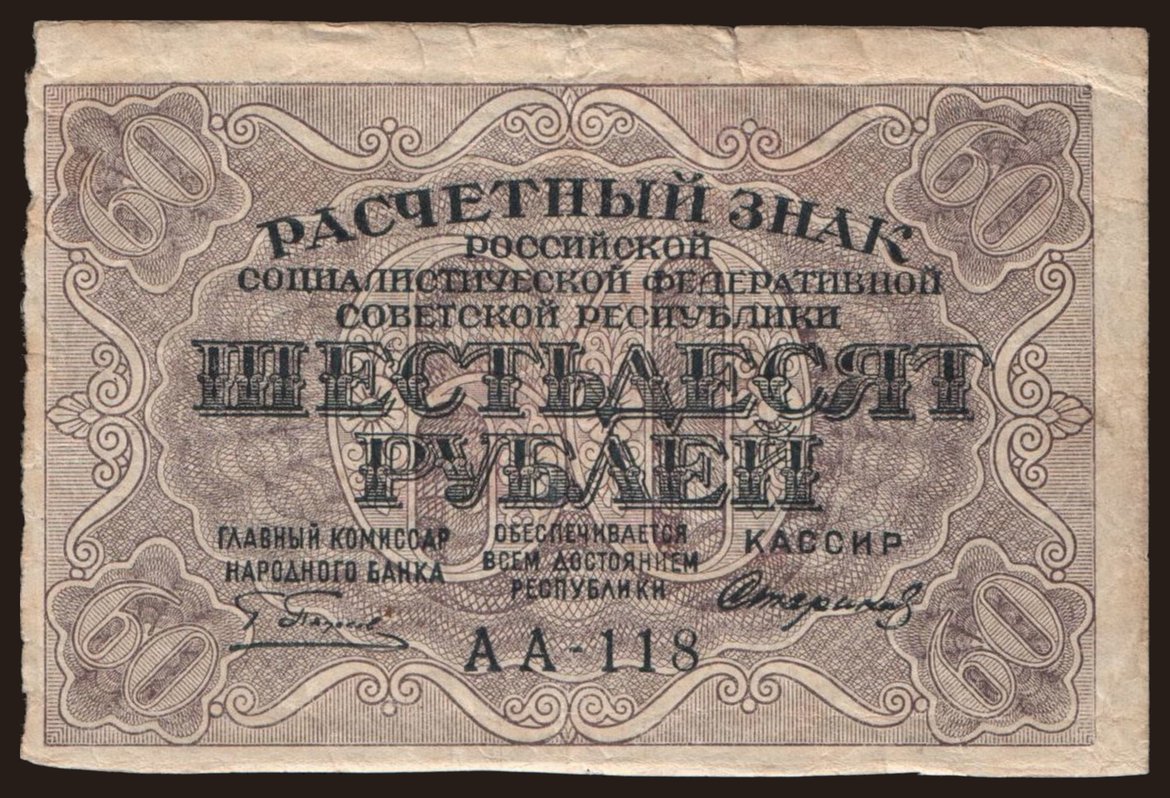 60 60
РАСЧЕТНЫЙ ЗНАК
РОССИЙСКОЙ
СОЦИАЛИСТИЧЕСКОЙ ФЕДЕРАТИВНОЙ
СОВЕТСКОЙ РЕСПУБЛИКИ
60
ШЕСТЬДЕСЯТ
РУБЛЕЙ
ГЛАВНЫЙ КОМИССАР
НАРОДНОГО БАНКА
ОБЕСПЕЧИВАЕТСЯ
ВСЕМ ДОСТОЯНИЕМ
РЕСПУБЛИКИ
КАССИР
АА-118
60 60